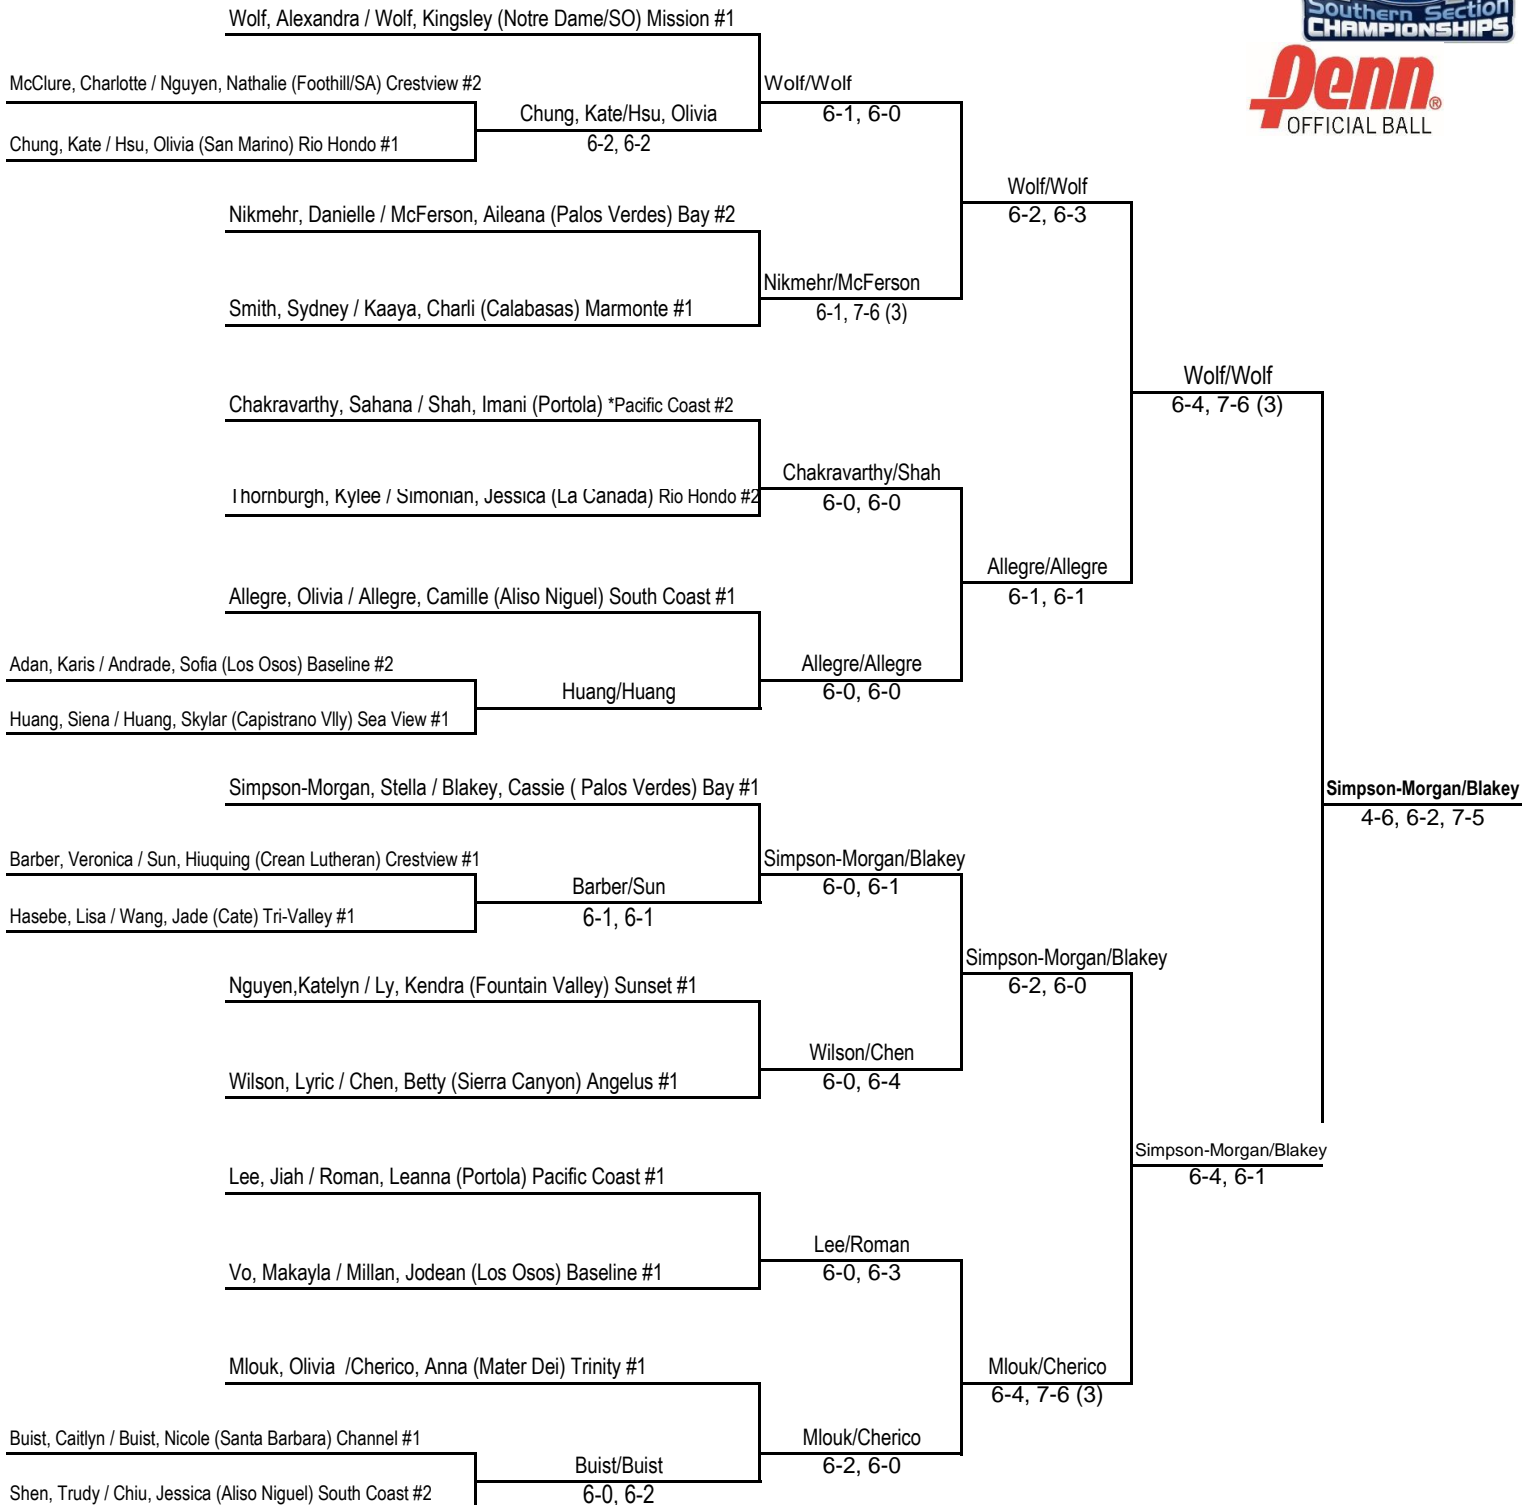 Wolf, Alexandra / Wolf, Kingsley (Notre Dame/SO) Mission #1
Southern Section
CHAMPIONSHIPS
Penn®
OFFICIAL BALL
McClure, Charlotte / Nguyen, Nathalie (Foothill/SA) Crestview #2
Wolf/Wolf
6-1, 6-0
Chung, Kate/Hsu, Olivia
6-2, 6-2
Chung, Kate / Hsu, Olivia (San Marino) Rio Hondo #1
Wolf/Wolf
6-2, 6-3
Nikmehr, Danielle / McFerson, Aileana (Palos Verdes) Bay #2
Nikmehr/McFerson
6-1, 7-6 (3)
Smith, Sydney / Kaaya, Charli (Calabasas) Marmonte #1
Wolf/Wolf
6-4, 7-6 (3)
Chakravarthy, Sahana / Shah, Imani (Portola) *Pacific Coast #2
Chakravarthy/Shah
6-0, 6-0
Thornburgh, Kylee / Simonian, Jessica (La Canada) Rio Hondo #2
Allegre/Allegre
6-1, 6-1
Allegre, Olivia / Allegre, Camille (Aliso Niguel) South Coast #1
Adan, Karis / Andrade, Sofia (Los Osos) Baseline #2
Allegre/Allegre
6-0, 6-0
Huang/Huang
Huang, Siena / Huang, Skylar (Capistrano Vlly) Sea View #1
Simpson-Morgan, Stella / Blakey, Cassie ( Palos Verdes) Bay #1
Simpson-Morgan/Blakey
4-6, 6-2, 7-5
Barber, Veronica / Sun, Hiuquing (Crean Lutheran) Crestview #1
Simpson-Morgan/Blakey
6-0, 6-1
Barber/Sun
6-1, 6-1
Hasebe, Lisa / Wang, Jade (Cate) Tri-Valley #1
Simpson-Morgan/Blakey
6-2, 6-0
Nguyen,Katelyn / Ly, Kendra (Fountain Valley) Sunset #1
Wilson/Chen
6-0, 6-4
Wilson, Lyric / Chen, Betty (Sierra Canyon) Angelus #1
Simpson-Morgan/Blakey
6-4, 6-1
Lee, Jiah / Roman, Leanna (Portola) Pacific Coast #1
Lee/Roman
6-0, 6-3
Vo, Makayla / Millan, Jodean (Los Osos) Baseline #1
Mlouk, Olivia /Cherico, Anna (Mater Dei) Trinity #1
Mlouk/Cherico
6-4, 7-6 (3)
Buist, Caitlyn / Buist, Nicole (Santa Barbara) Channel #1
Mlouk/Cherico
6-2, 6-0
Buist/Buist
6-0, 6-2
Shen, Trudy / Chiu, Jessica (Aliso Niguel) South Coast #2